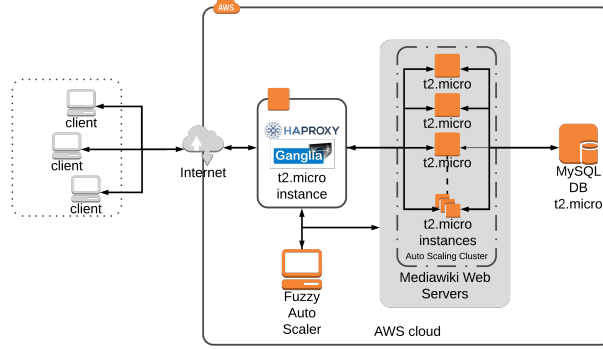 AWS
client
client
client
Internet
HAPROXY
Ganglia
t2.micro
instance
Fuzzy
Auto
Scaler
t2.micro
t2.micro
t2.micro
t2.micro
instances
Auto Scaling Cluster
Mediawiki Web
Servers
MySQL
DB
t2.micro
AWS cloud